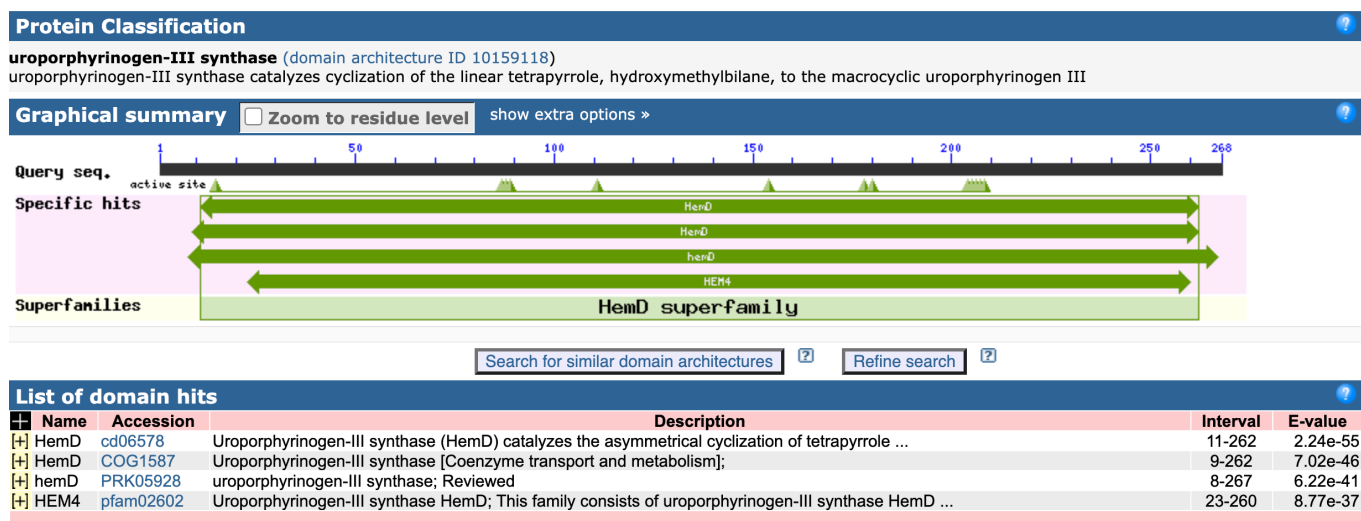 Protein Classification ?
uroporphyrinogen-III synthase (domain architecture ID 10159118)
uroporphyrinogen-III synthase catalyzes cyclization of the linear tetrapyrrole, hydroxymethylbilane, to the macrocyclic uroporphyrinogen III
Graphical summary Zoom to residue level show extra options » ?
1 50 100 150 200 250 268
Query seq.
active site
Specific hits HemD
HemD
hemD
HEM4
Superfamilies HemD superfamily
Search for similar domain architectures ? Refine search ?
List of domain hits ?
+ Name Accession Description Interval E-value
[+] HemD cd06578 Uroporphyrinogen-III synthase (HemD) catalyzes the asymmetrical cyclization of tetrapyrrole ... 11-262 2.24e-55
[+] HemD COG1587 Uroporphyrinogen-III synthase [Coenzyme transport and metabolism]; 9-262 7.02e-46
[+] hemD PRK05928 uroporphyrinogen-III synthase; Reviewed 8-267 6.22e-41
[+] HEM4 pfam02602 Uroporphyrinogen-III synthase HemD; This family consists of uroporphyrinogen-III synthase HemD ... 23-260 8.77e-37